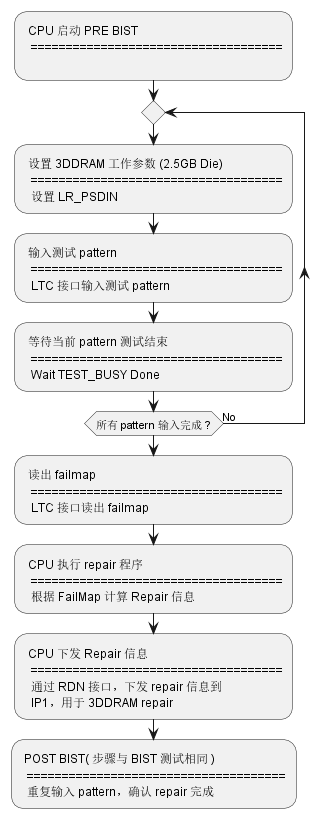 CPU 启动 PRE BIST
==================================
设置 3DDRAM 工作参数 (2.5GB Die)
==================================
设置 LR_PSDIN
输入测试 pattern
==================================
LTC 接口输入测试 pattern
等待当前 pattern 测试结束
==================================
Wait TEST_BUSY Done
所有 pattern 输入完成 ?
No
读出 failmap
==================================
LTC 接口读出 failmap
CPU 执行 repair 程序
==================================
根据 FailMap 计算 Repair 信息
CPU 下发 Repair 信息
==================================
通过 RDN 接口，下发 repair 信息到
IP1，用于 3DDRAM repair
POST BIST( 步骤与 BIST 测试相同 )
===================================
重复输入 pattern，确认 repair 完成